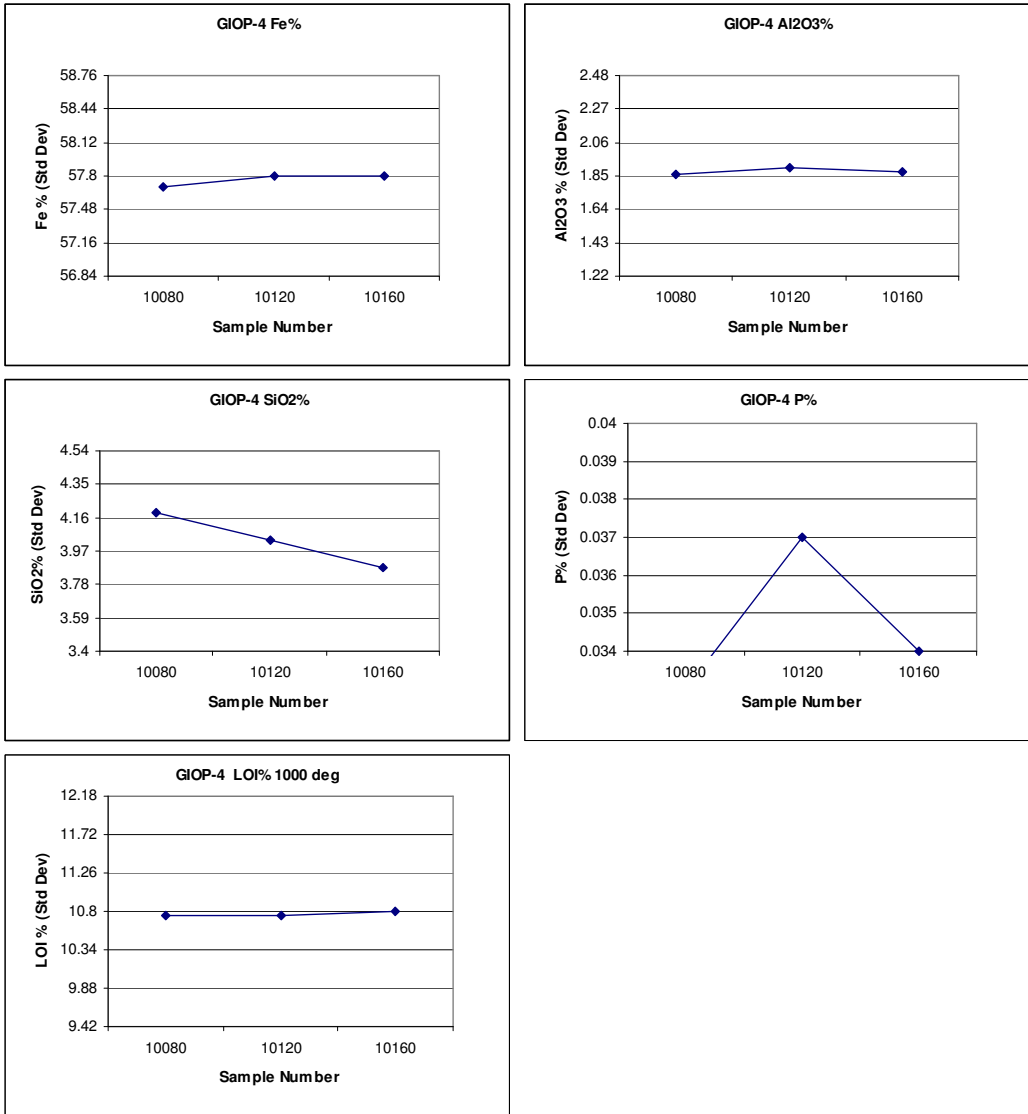 GIOP-4 Fe%
58.76
58.44
58.12
57.8
57.48
57.16
56.84
Fe % (Std Dev)
10080 10120 10160
Sample Number
GIOP-4 Al2O3%
2.48
2.27
2.06
1.85
1.64
1.43
1.22
Al2O3 % (Std Dev)
10080 10120 10160
Sample Number
GIOP-4 SiO2%
4.54
4.35
4.16
3.97
3.78
3.59
3.4
SiO2% (Std Dev)
10080 10120 10160
Sample Number
GIOP-4 P%
0.04
0.039
0.038
0.037
0.036
0.035
0.034
P% (Std Dev)
10080 10120 10160
Sample Number
GIOP-4 LOI% 1000 deg
12.18
11.72
11.26
10.8
10.34
9.88
9.42
LOI % (Std Dev)
10080 10120 10160
Sample Number